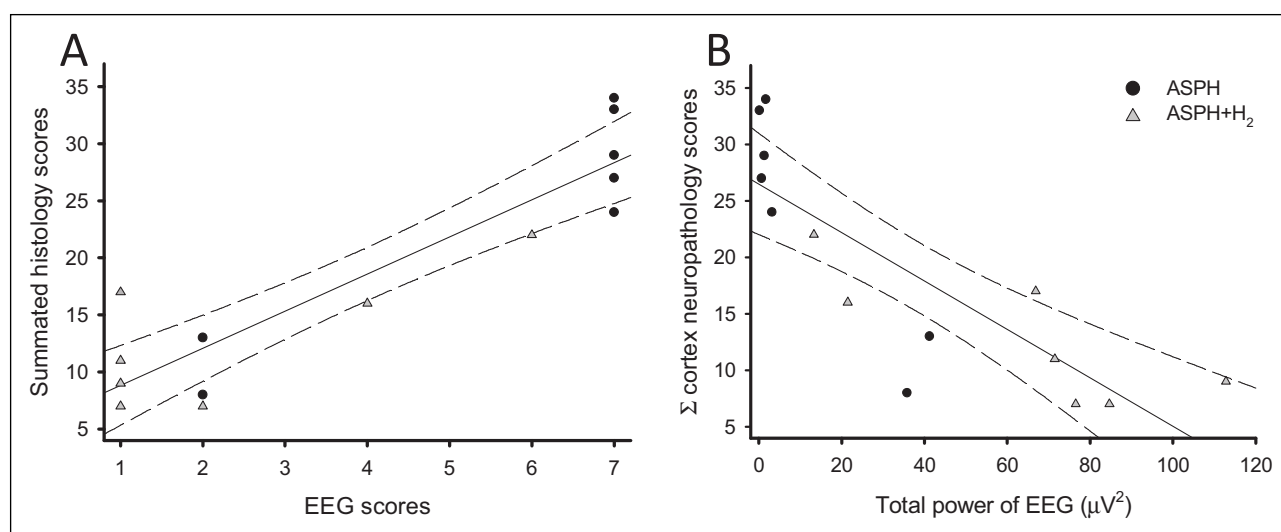 A
B
Summated histology scores
35
30
25
20
15
10
5
1 2 3 4 5 6 7
EEG scores
Σ cortex neuropathology scores
35
30
25
20
15
10
5
0 20 40 60 80 100 120
Total power of EEG (μV²)
ASPH
ASPH+H₂